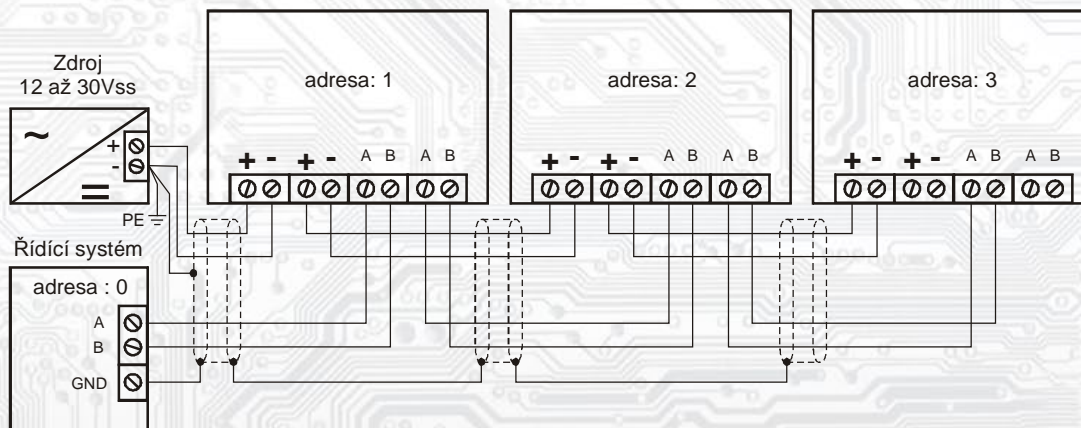 Zdroj
12 až 30Vss
+
-
PE
Řídící systém
adresa : 0
A
B
GND
adresa: 1
+ - + - A B A B
adresa: 2
+ - + - A B A B
adresa: 3
+ - + - A B A B